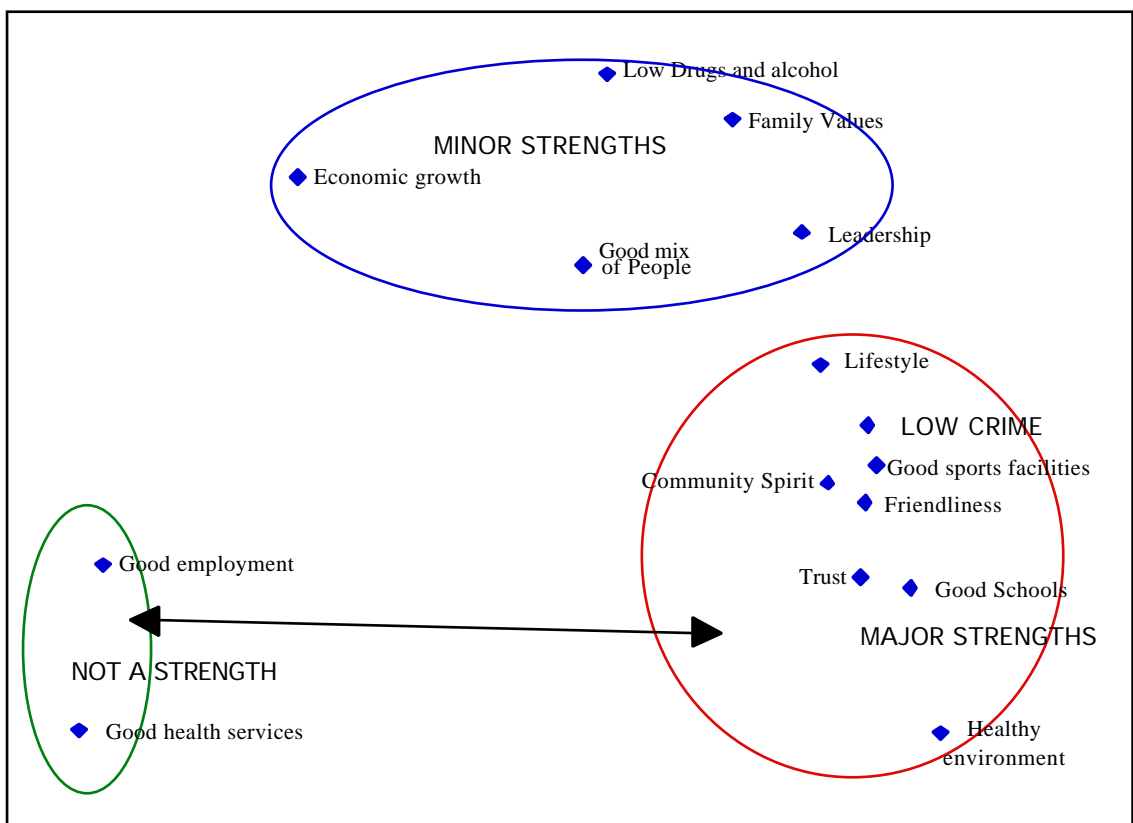 Low Drugs and alcohol
Family Values
MINOR STRENGTHS
Economic growth
Leadership
Good mix
of People
Lifestyle
LOW CRIME
Good sports facilities
Community Spirit
Friendliness
Good employment
Trust
Good Schools
MAJOR STRENGTHS
NOT A STRENGTH
Good health services
Healthy
environment